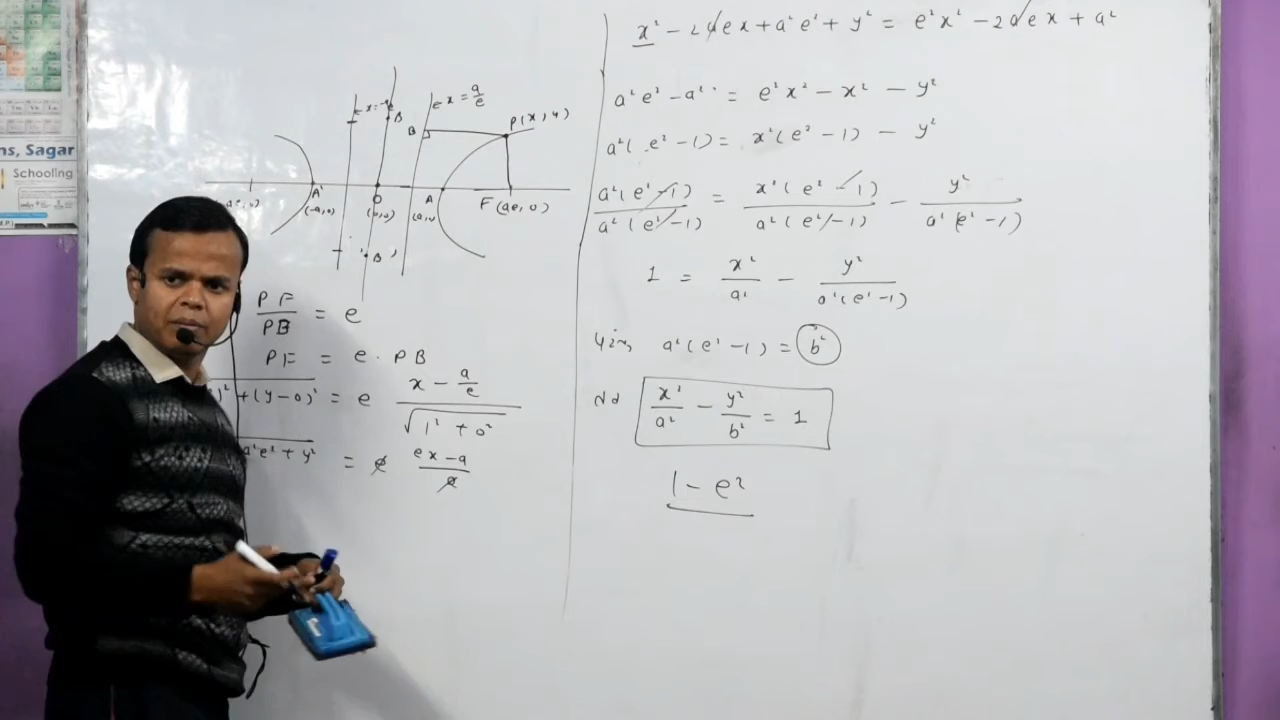 ns, Sagar
Schooling
x = a/e
B
B
P(x, y)
A'
(-a,0)
O
(0,0)
A
(a,0)
F(ae, 0)
B'
PF/PB = e
PF = e · PB
)² + (y-0)² = e (x - a/e)/√(1² + 0²)
a²e² + y² = e (ex - a)/e
x² - 2aex + a²e² + y² = e²x² - 2aex + a²
a²e² - a² = e²x² - x² - y²
a²(e² - 1) = x²(e² - 1) - y²
a²(e² - 1)/a²(e² - 1) = x²(e² - 1)/a²(e² - 1) - y²/a²(e² - 1)
1 = x²/a² - y²/a²(e² - 1)
a²(e² - 1) = b²
x²/a² - y²/b² = 1
1 - e²